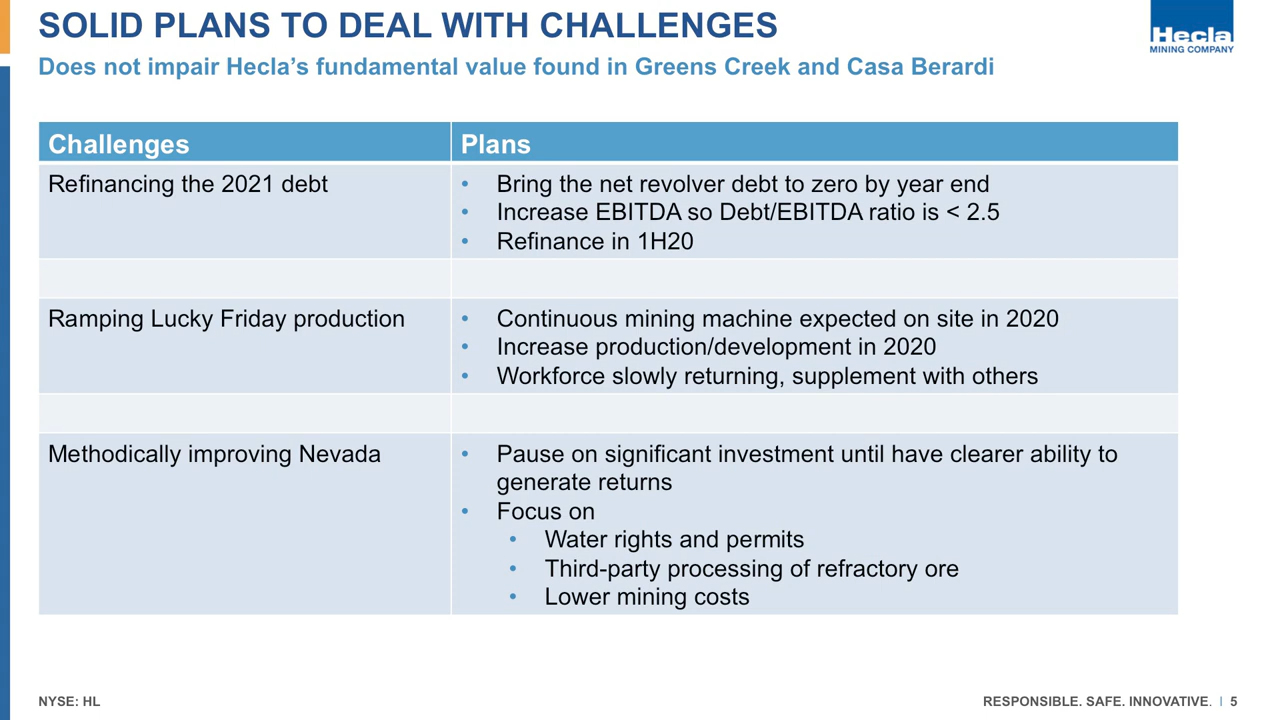 SOLID PLANS TO DEAL WITH CHALLENGES
Hecla
MINING COMPANY
Does not impair Hecla's fundamental value found in Greens Creek and Casa Berardi
Challenges
Plans
Refinancing the 2021 debt
• Bring the net revolver debt to zero by year end
• Increase EBITDA so Debt/EBITDA ratio is < 2.5
• Refinance in 1H20
Ramping Lucky Friday production
• Continuous mining machine expected on site in 2020
• Increase production/development in 2020
• Workforce slowly returning, supplement with others
Methodically improving Nevada
• Pause on significant investment until have clearer ability to
generate returns
• Focus on
• Water rights and permits
• Third-party processing of refractory ore
• Lower mining costs
NYSE: HL
RESPONSIBLE. SAFE. INNOVATIVE. I 5